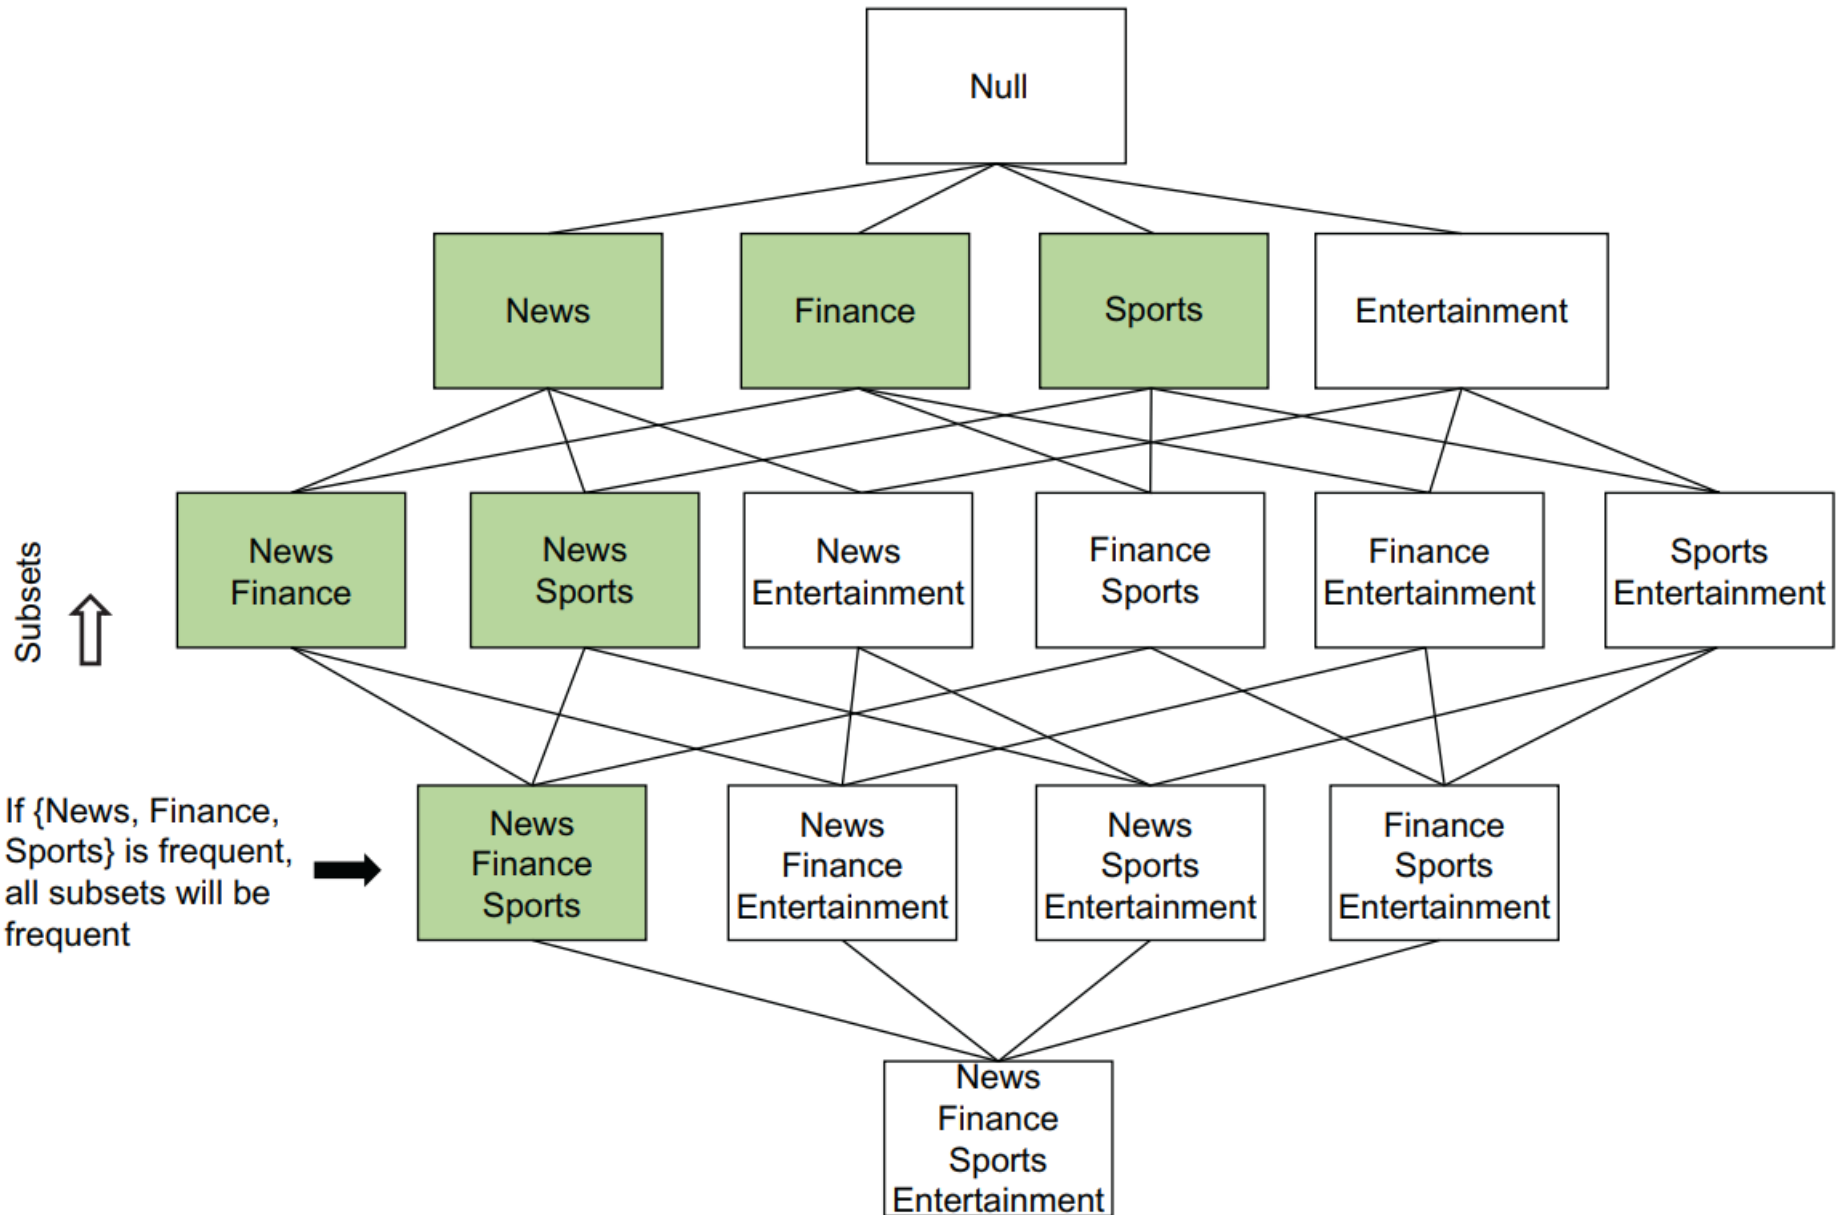 Null
News
Finance
Sports
Entertainment
Subsets
News
Finance
News
Sports
News
Entertainment
Finance
Sports
Finance
Entertainment
Sports
Entertainment
If {News, Finance,
Sports} is frequent,
all subsets will be
frequent
News
Finance
Sports
News
Finance
Entertainment
News
Sports
Entertainment
Finance
Sports
Entertainment
News
Finance
Sports
Entertainment